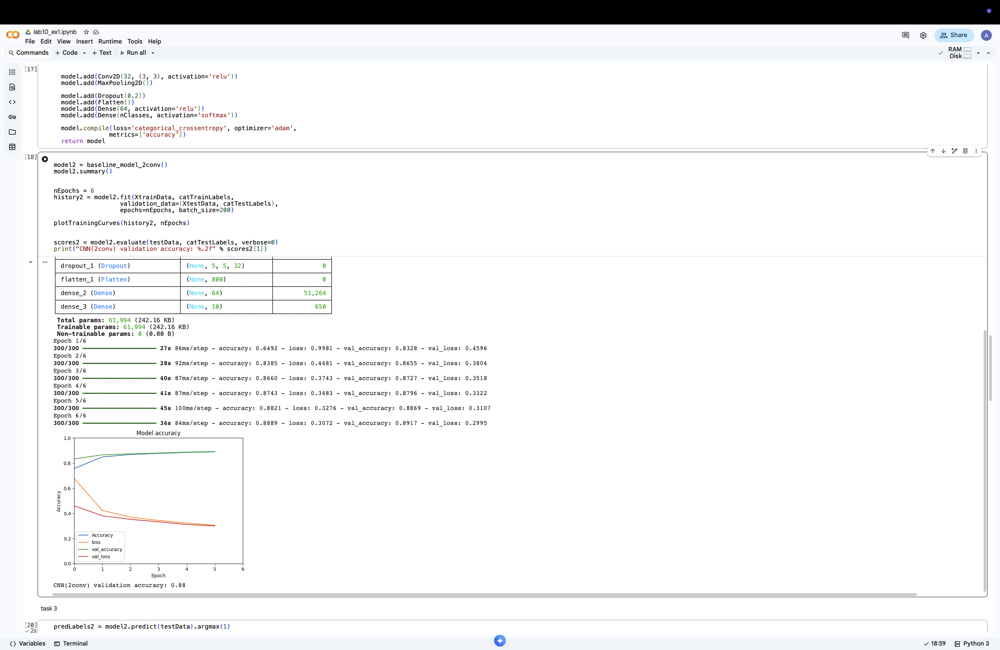 lab10_ex1.ipynb
File Edit View Insert Runtime Tools Help
Share
A
Commands + Code + Text Run all
RAM
Disk
[17]
model.add(Conv2D(32, (3, 3), activation='relu'))
model.add(MaxPooling2D())
model.add(Dropout(0.2))
model.add(Flatten())
model.add(Dense(64, activation='relu'))
model.add(Dense(nClasses, activation='softmax'))
model.compile(loss='categorical_crossentropy', optimizer='adam',
metrics=['accuracy'])
return model
[18]
model2 = baseline_model_2conv()
model2.summary()
nEpochs = 6
history2 = model2.fit(XtrainData, catTrainLabels,
validation_data=(XtestData, catTestLabels),
epochs=nEpochs, batch_size=200)
plotTrainingCurves(history2, nEpochs)
scores2 = model2.evaluate(testData, catTestLabels, verbose=0)
print("CNN(2conv) validation accuracy: %.2f" % scores2[1])
dropout_1 (Dropout) (None, 5, 5, 32) 0
flatten_1 (Flatten) (None, 800) 0
dense_2 (Dense) (None, 64) 51,264
dense_3 (Dense) (None, 10) 650
Total params: 61,994 (242.16 KB)
Trainable params: 61,994 (242.16 KB)
Non-trainable params: 0 (0.00 B)
Epoch 1/6
300/300 27s 86ms/step - accuracy: 0.6492 - loss: 0.9981 - val_accuracy: 0.8328 - val_loss: 0.4596
Epoch 2/6
300/300 28s 92ms/step - accuracy: 0.8385 - loss: 0.4481 - val_accuracy: 0.8655 - val_loss: 0.3804
Epoch 3/6
300/300 40s 87ms/step - accuracy: 0.8660 - loss: 0.3743 - val_accuracy: 0.8727 - val_loss: 0.3518
Epoch 4/6
300/300 41s 87ms/step - accuracy: 0.8743 - loss: 0.3483 - val_accuracy: 0.8796 - val_loss: 0.3322
Epoch 5/6
300/300 45s 100ms/step - accuracy: 0.8821 - loss: 0.3276 - val_accuracy: 0.8869 - val_loss: 0.3107
Epoch 6/6
300/300 36s 84ms/step - accuracy: 0.8889 - loss: 0.3072 - val_accuracy: 0.8917 - val_loss: 0.2995
Model accuracy
1.0
0.8
0.6
0.4
0.2
0.0
Accuracy
Accuracy
loss
val_accuracy
val_loss
0 1 2 3 4 5 6
Epoch
CNN(2conv) validation accuracy: 0.88
task 3
[20]
2s
predLabels2 = model2.predict(testData).argmax(1)
Variables Terminal
18:59 Python 3